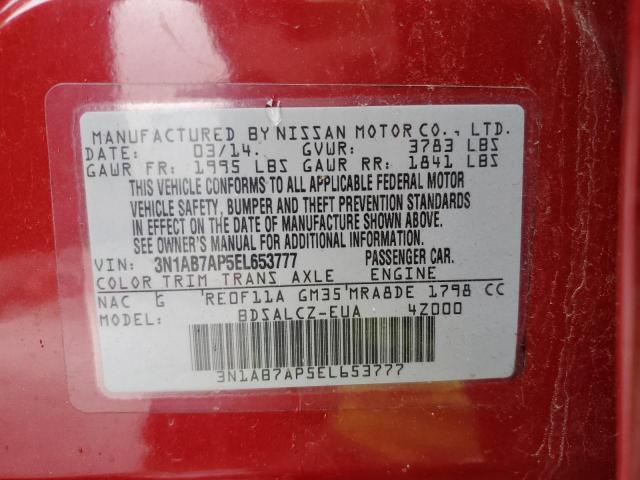 MANUFACTURED BY NISSAN MOTOR CO., LTD.
DATE: 03/14. GVWR: 3783 LBS
GAWR FR: 1995 LBS GAWR RR: 1841 LBS
THIS VEHICLE CONFORMS TO ALL APPLICABLE FEDERAL MOTOR
VEHICLE SAFETY, BUMPER AND THEFT PREVENTION STANDARDS
IN EFFECT ON THE DATE OF MANUFACTURE SHOWN ABOVE.
SEE OWNER'S MANUAL FOR ADDITIONAL INFORMATION.
VIN: 3N1AB7AP5EL653777 PASSENGER CAR.
COLOR TRIM TRANS AXLE ENGINE
NAC G RE0F11A GM35 MRA8DE 1798 CC
MODEL: BDSALCZ-EUA 4Z000
3N1AB7AP5EL653777